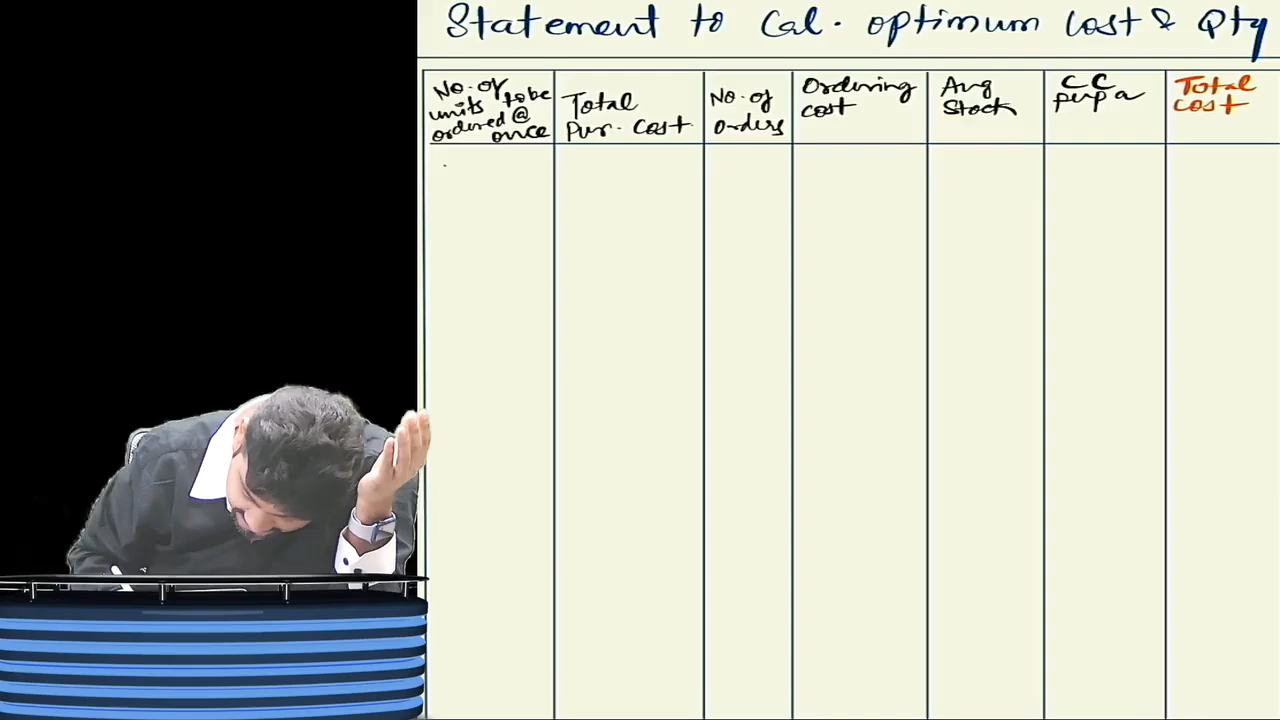 Statement to Cal. optimum cost & Qty
No. of
units to be
ordered @
once
Total
Pur. Cost
No. of
orders
Ordering
cost
Avg
Stock
C C
pupa
Total
cost